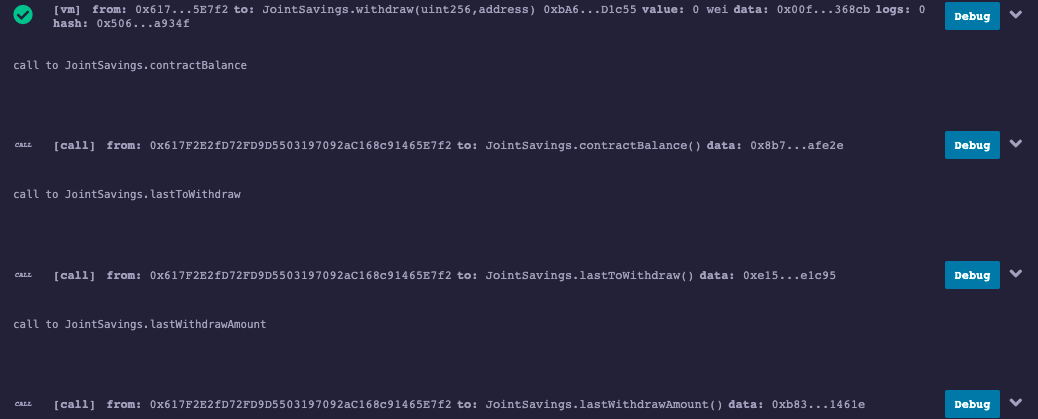 [vm] from: 0x617...5E7f2 to: JointSavings.withdraw(uint256,address) 0xbA6...D1c55 value: 0 wei data: 0x00f...368cb logs: 0
hash: 0x506...a934f
Debug
call to JointSavings.contractBalance
CALL [call] from: 0x617F2E2fD72FD9D5503197092aC168c91465E7f2 to: JointSavings.contractBalance() data: 0x8b7...afe2e
Debug
call to JointSavings.lastToWithdraw
CALL [call] from: 0x617F2E2fD72FD9D5503197092aC168c91465E7f2 to: JointSavings.lastToWithdraw() data: 0xe15...e1c95
Debug
call to JointSavings.lastWithdrawAmount
CALL [call] from: 0x617F2E2fD72FD9D5503197092aC168c91465E7f2 to: JointSavings.lastWithdrawAmount() data: 0xb83...1461e
Debug